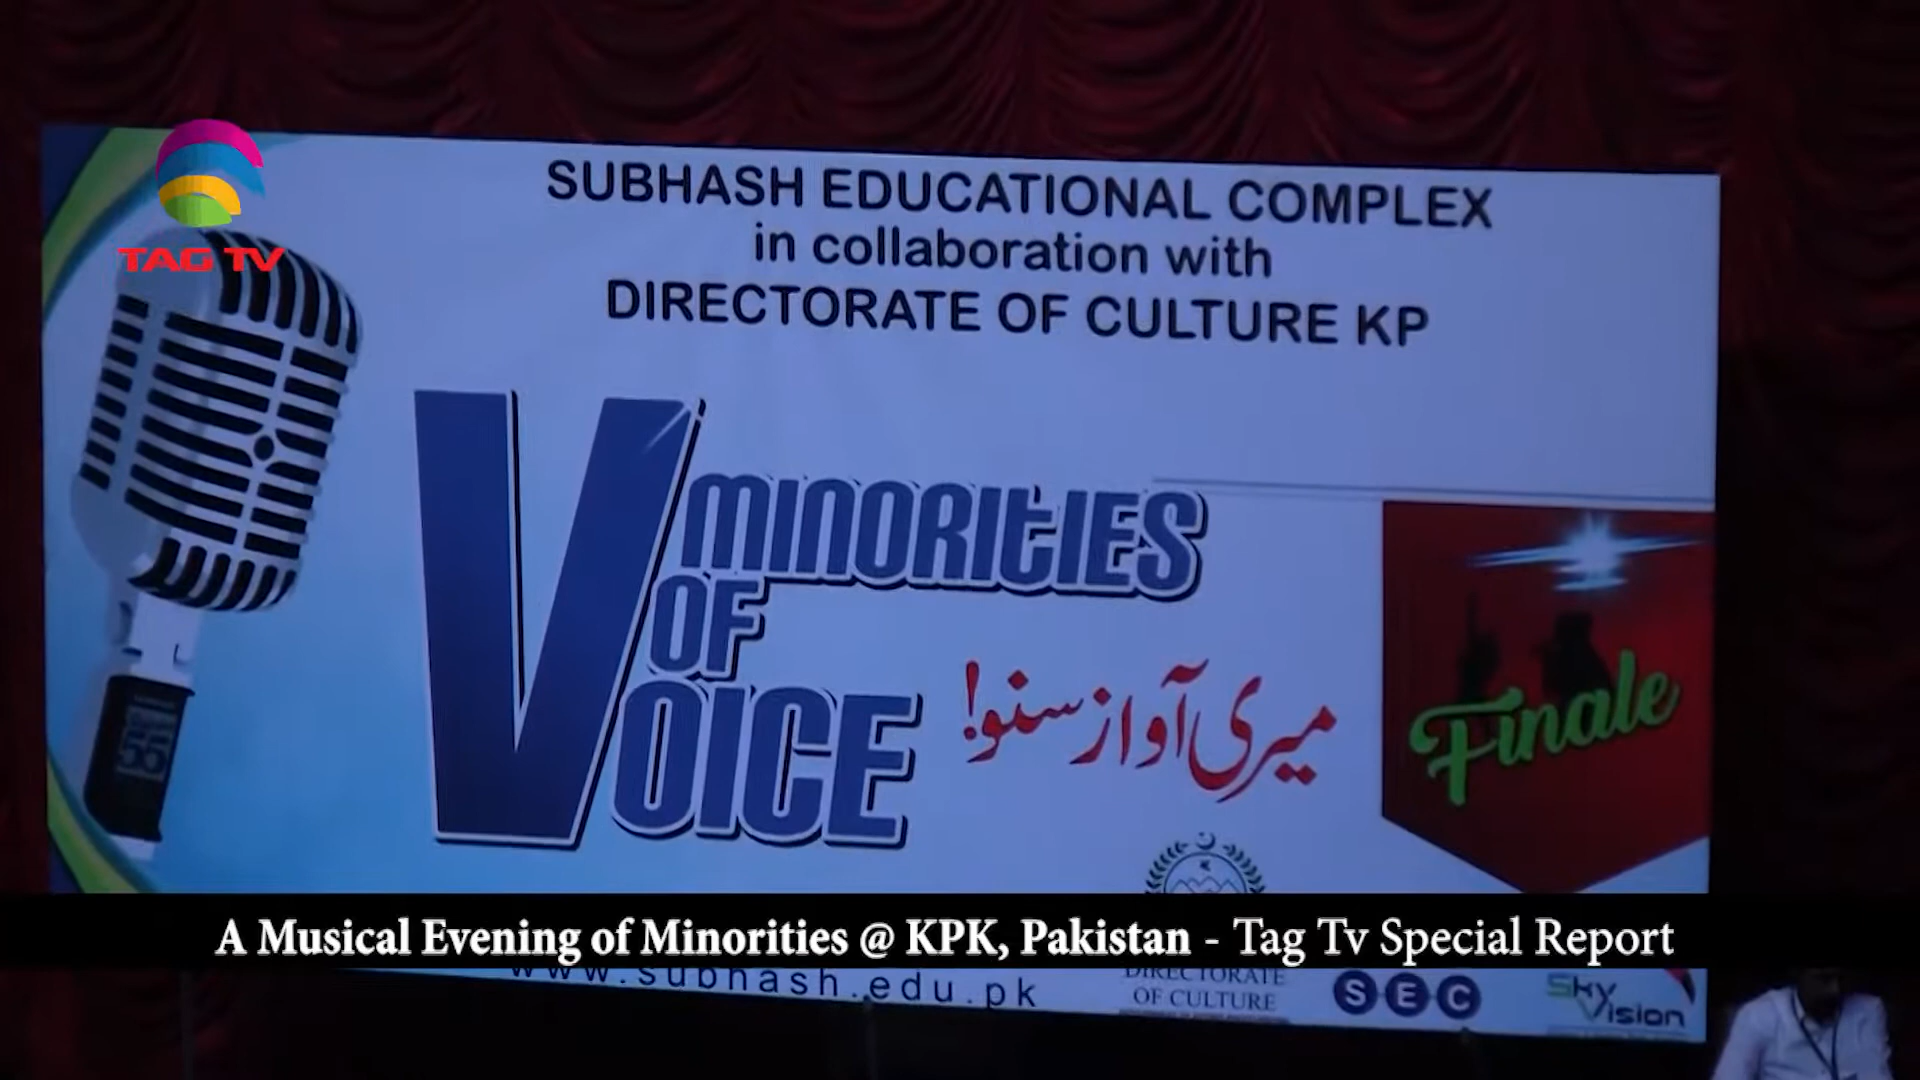 TAG TV
SUBHASH EDUCATIONAL COMPLEX
in collaboration with
DIRECTORATE OF CULTURE KP
MINORITIES
OF
VOICE
میری آواز سنو!
Finale
55
A Musical Evening of Minorities @ KPK, Pakistan - Tag Tv Special Report
www.subhash.edu.pk
DIRECTORATE
OF CULTURE
SEC
Sky Vision